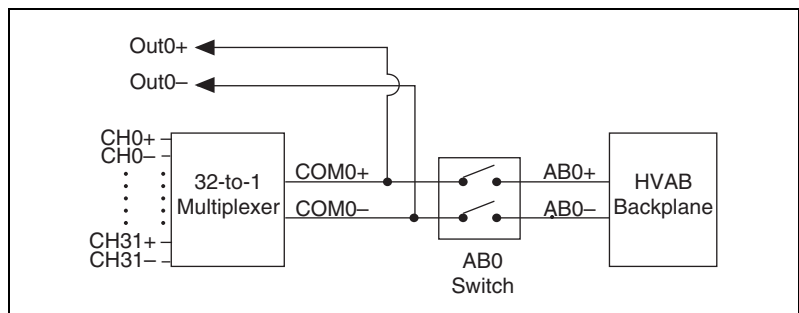 Out0+
Out0–
CH0+
CH0–
CH31+
CH31–
32-to-1
Multiplexer
COM0+
COM0–
AB0
Switch
AB0+
AB0–
HVAB
Backplane